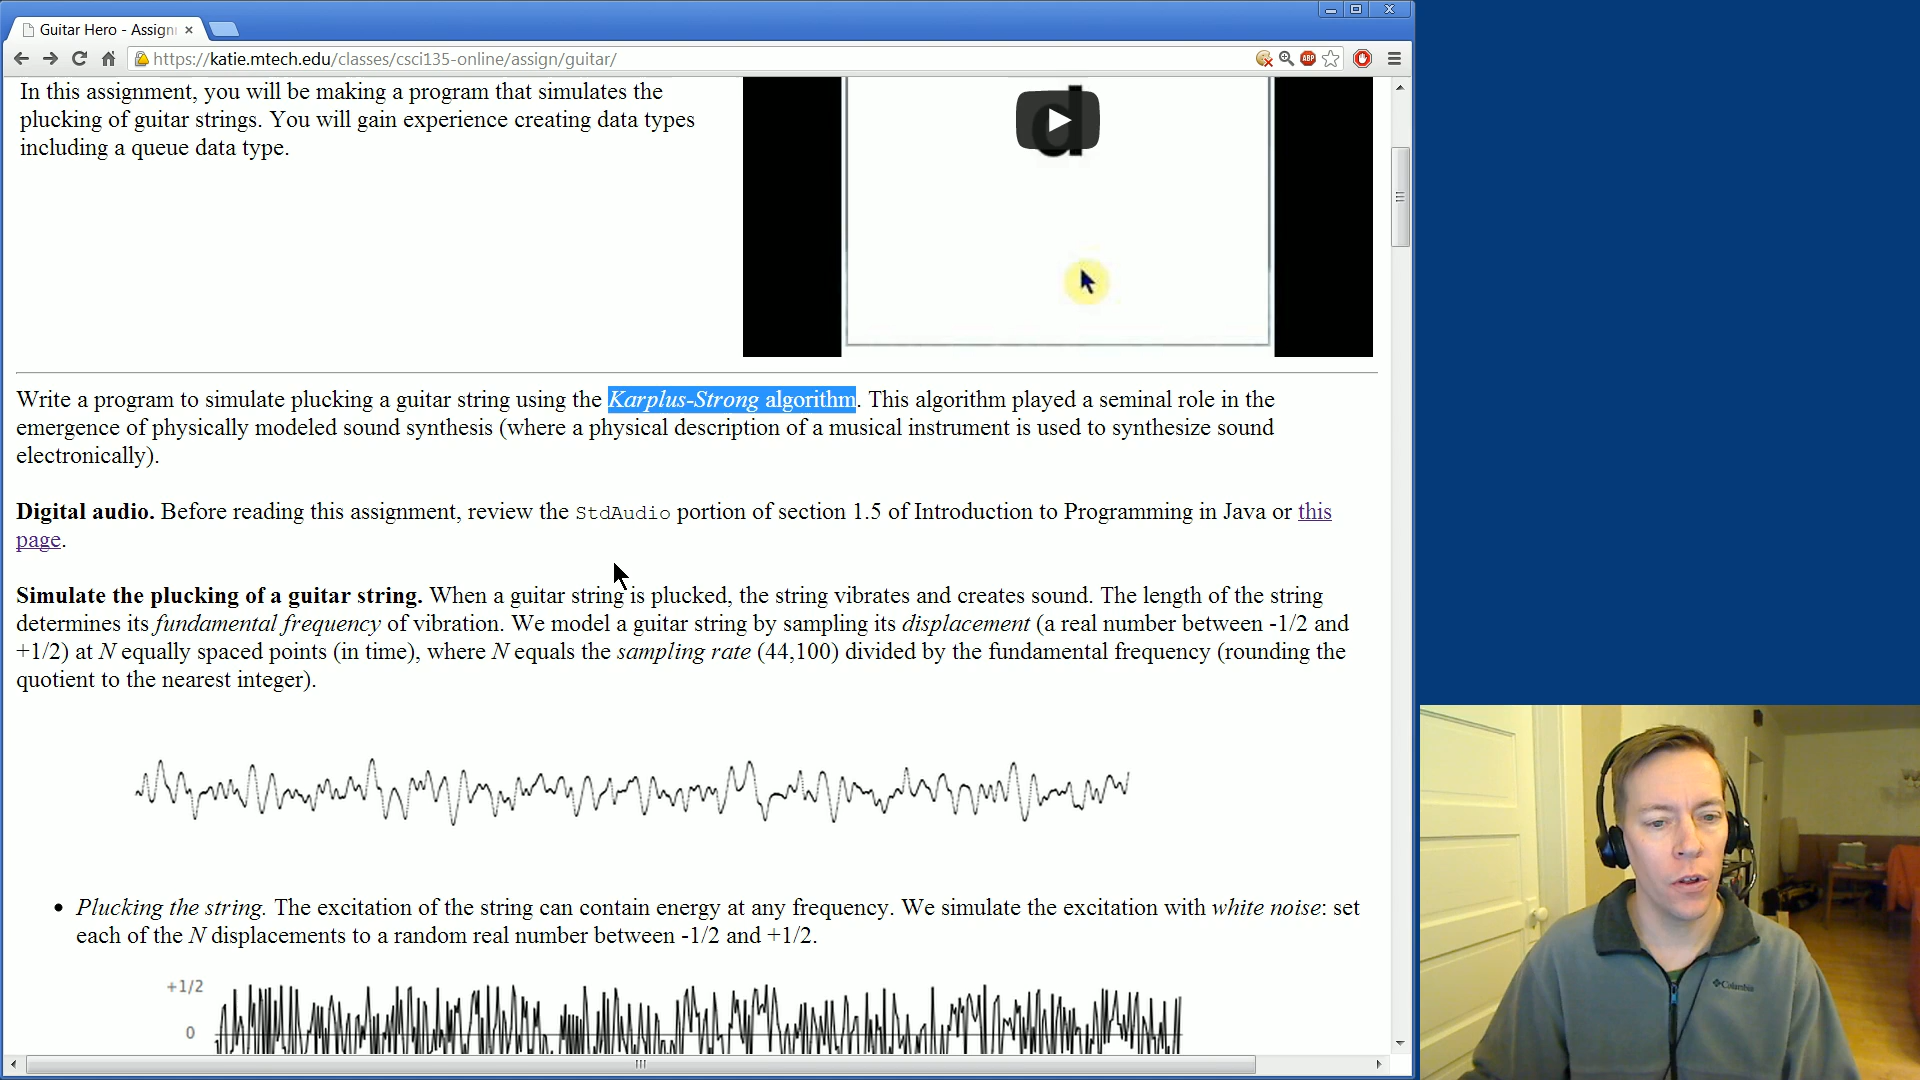 Guitar Hero - Assign
https://katie.mtech.edu/classes/csci135-online/assign/guitar/
ABP
In this assignment, you will be making a program that simulates the
plucking of guitar strings. You will gain experience creating data types
including a queue data type.
d
Write a program to simulate plucking a guitar string using the Karplus-Strong algorithm. This algorithm played a seminal role in the
emergence of physically modeled sound synthesis (where a physical description of a musical instrument is used to synthesize sound
electronically).
Digital audio. Before reading this assignment, review the StdAudio portion of section 1.5 of Introduction to Programming in Java or this
page.
Simulate the plucking of a guitar string. When a guitar string is plucked, the string vibrates and creates sound. The length of the string
determines its fundamental frequency of vibration. We model a guitar string by sampling its displacement (a real number between -1/2 and
+1/2) at N equally spaced points (in time), where N equals the sampling rate (44,100) divided by the fundamental frequency (rounding the
quotient to the nearest integer).
• Plucking the string. The excitation of the string can contain energy at any frequency. We simulate the excitation with white noise: set
each of the N displacements to a random real number between -1/2 and +1/2.
+1/2
0
Columbia